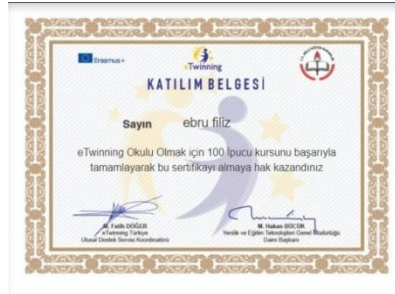 Erasmus+
eTwinning
KATILIM BELGESİ
Sayın ebru filiz
eTwinning Okulu Olmak için 100 İpucu kursunu başarıyla
tamamlayarak bu sertifikayı almaya hak kazandınız
M. Fatih DÖĞER
eTwinning Türkiye
Ulusal Destek Servisi Koordinatörü
M. Hakan BÜCÜK
Yenilik ve Eğitim Teknolojileri Genel Müdürlüğü
Daire Başkanı